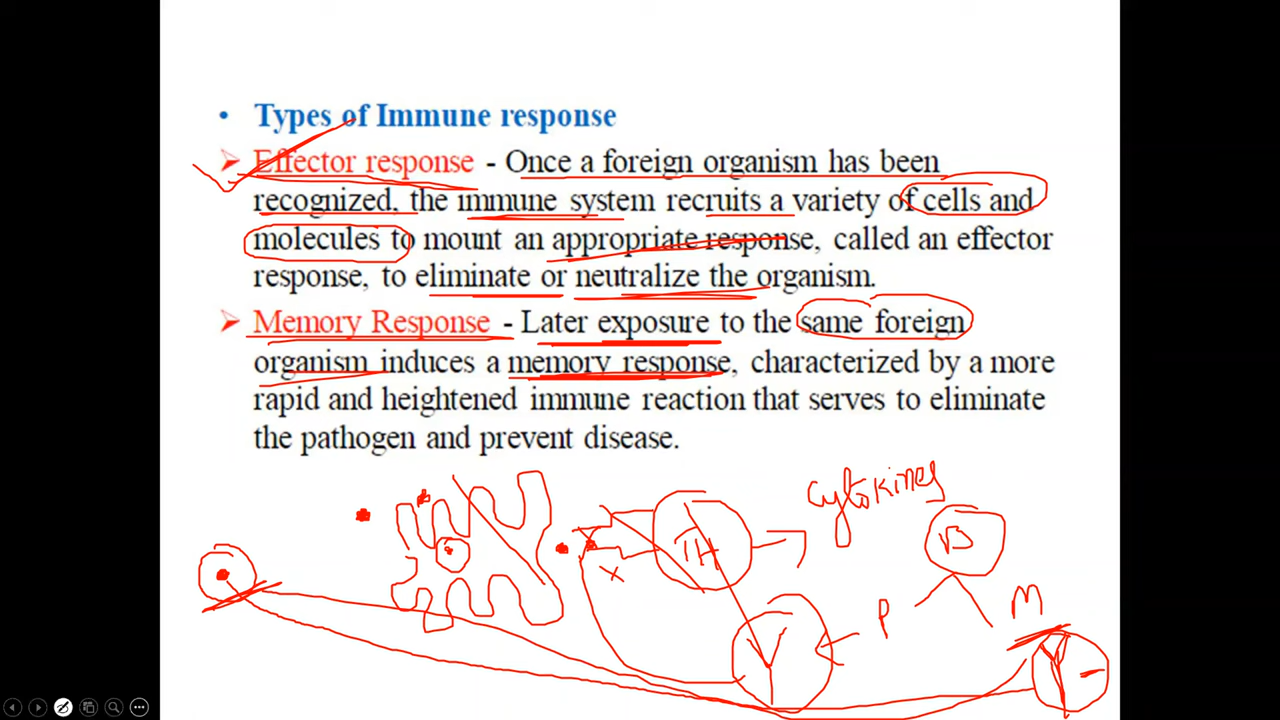 • Types of Immune response
➢ Effector response - Once a foreign organism has been
recognized, the immune system recruits a variety of cells and
molecules to mount an appropriate response, called an effector
response, to eliminate or neutralize the organism.
➢ Memory Response - Later exposure to the same foreign
organism induces a memory response, characterized by a more
rapid and heightened immune reaction that serves to eliminate
the pathogen and prevent disease.
cytokines
TH
B
X
P
M